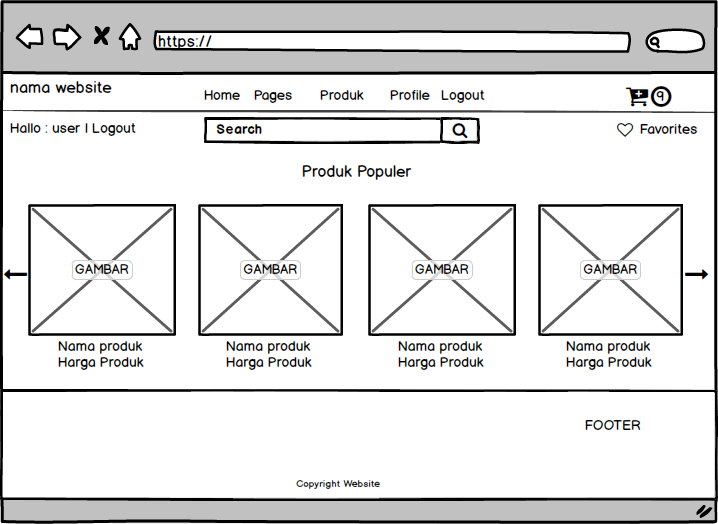 https://
nama website
Home Pages Produk Profile Logout
9
Hallo : user | Logout
Search
Favorites
Produk Populer
GAMBAR GAMBAR GAMBAR GAMBAR
Nama produk Nama produk Nama produk Nama produk
Harga Produk Harga Produk Harga Produk Harga Produk
FOOTER
Copyright Website